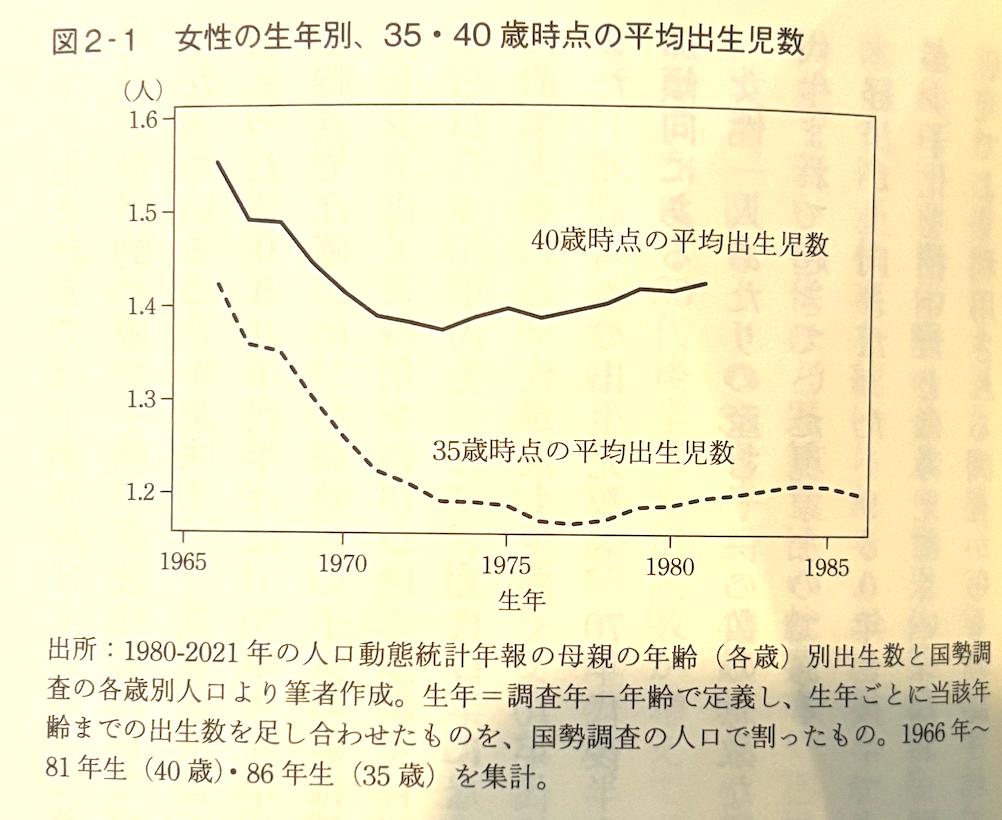 図2-1　女性の生年別、35・40歳時点の平均出生児数
（人）
1.6
1.5
40歳時点の平均出生児数
1.4
1.3
35歳時点の平均出生児数
1.2
1965 1970 1975 1980 1985
生年
出所：1980-2021年の人口動態統計年報の母親の年齢（各歳）別出生数と国勢調
査の各歳別人口より筆者作成。生年＝調査年－年齢で定義し、生年ごとに当該年
齢までの出生数を足し合わせたものを、国勢調査の人口で割ったもの。1966年〜
81年生（40歳）・86年生（35歳）を集計。